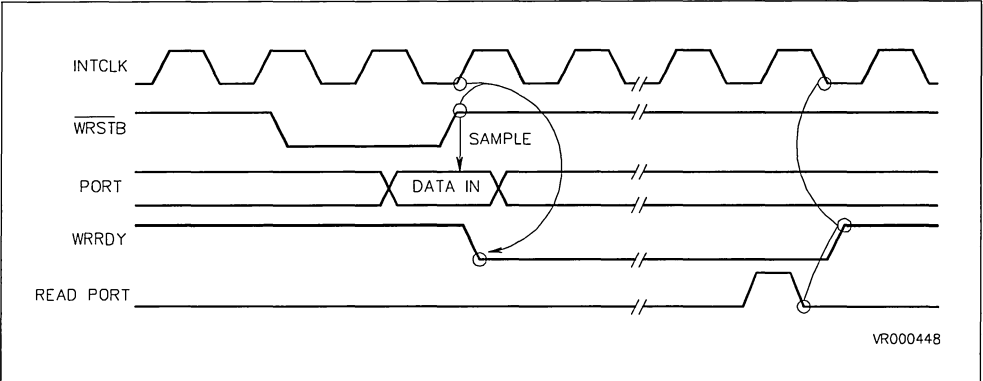 INTCLK
WRSTB
SAMPLE
PORT
DATA IN
WRRDY
READ PORT
VR000448